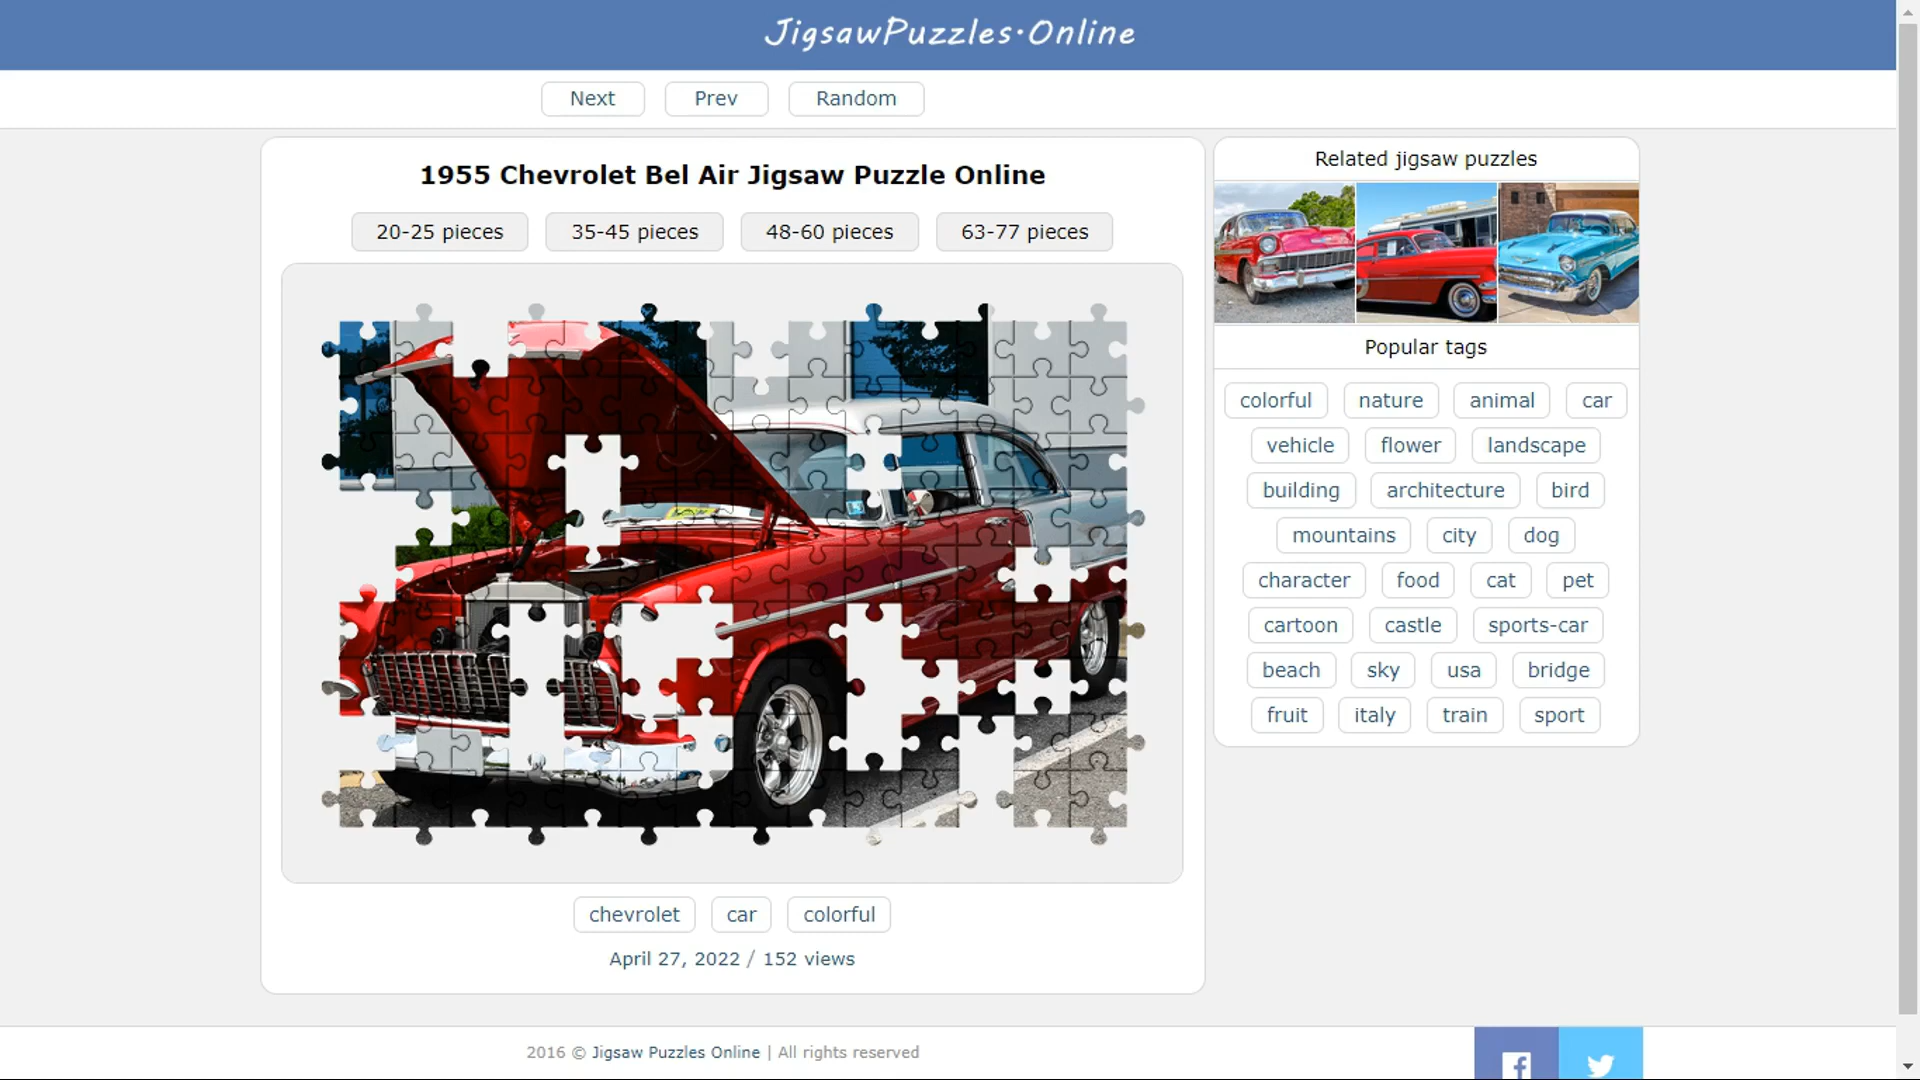 JigsawPuzzles·Online
Next Prev Random
1955 Chevrolet Bel Air Jigsaw Puzzle Online
20-25 pieces 35-45 pieces 48-60 pieces 63-77 pieces
chevrolet car colorful
April 27, 2022 / 152 views
Related jigsaw puzzles
Popular tags
colorful nature animal car
vehicle flower landscape
building architecture bird
mountains city dog
character food cat pet
cartoon castle sports-car
beach sky usa bridge
fruit italy train sport
2016 © Jigsaw Puzzles Online | All rights reserved